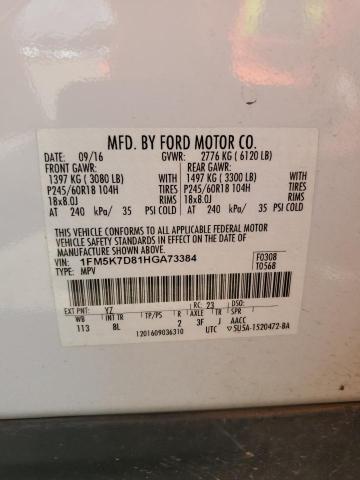 MFD. BY FORD MOTOR CO.
DATE: 09/16 GVWR: 2776 KG ( 6120 LB)
FRONT GAWR: REAR GAWR:
1397 KG ( 3080 LB) WITH 1497 KG ( 3300 LB) WITH
P245/60R18 104H TIRES P245/60R18 104H TIRES
18x8.0J RIMS 18x8.0J RIMS
AT 240 kPa/ 35 PSI COLD AT 240 kPa/ 35 PSI COLD
THIS VEHICLE CONFORMS TO ALL APPLICABLE FEDERAL MOTOR VEHICLE
SAFETY AND THEFT PREVENTION STANDARDS IN EFFECT ON THE DATE OF
MANUFACTURE SHOWN ABOVE.
VIN: 1FM5K7D81HGA73384 F0308
TYPE: MPV T0568
EXT PNT: YZ RC: 23 DSO:
WB INT TR TP/PS R AXLE TR SPR
113 8L 2 3F J AACC
1201609036310 UTC 5U5A-1520472-BA